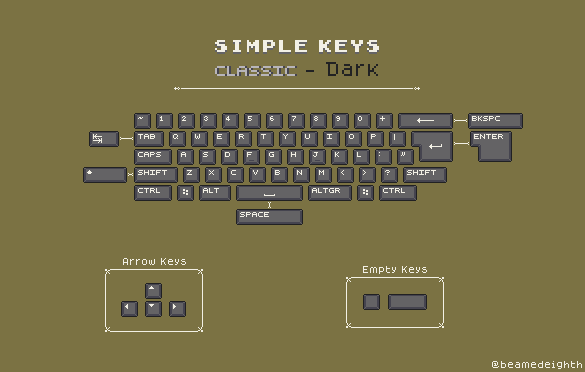 SIMPLE KEYS
CLASSIC - Dark
~ 1 2 3 4 5 6 7 8 9 0 + ← BKSPC
TAB Q W E R T Y U I O P | ENTER
CAPS A S D F G H J K L : "
SHIFT Z X C V B N M < > ? SHIFT
CTRL ALT ALTGR CTRL
SPACE
Arrow Keys
Empty Keys
@beamedeighth